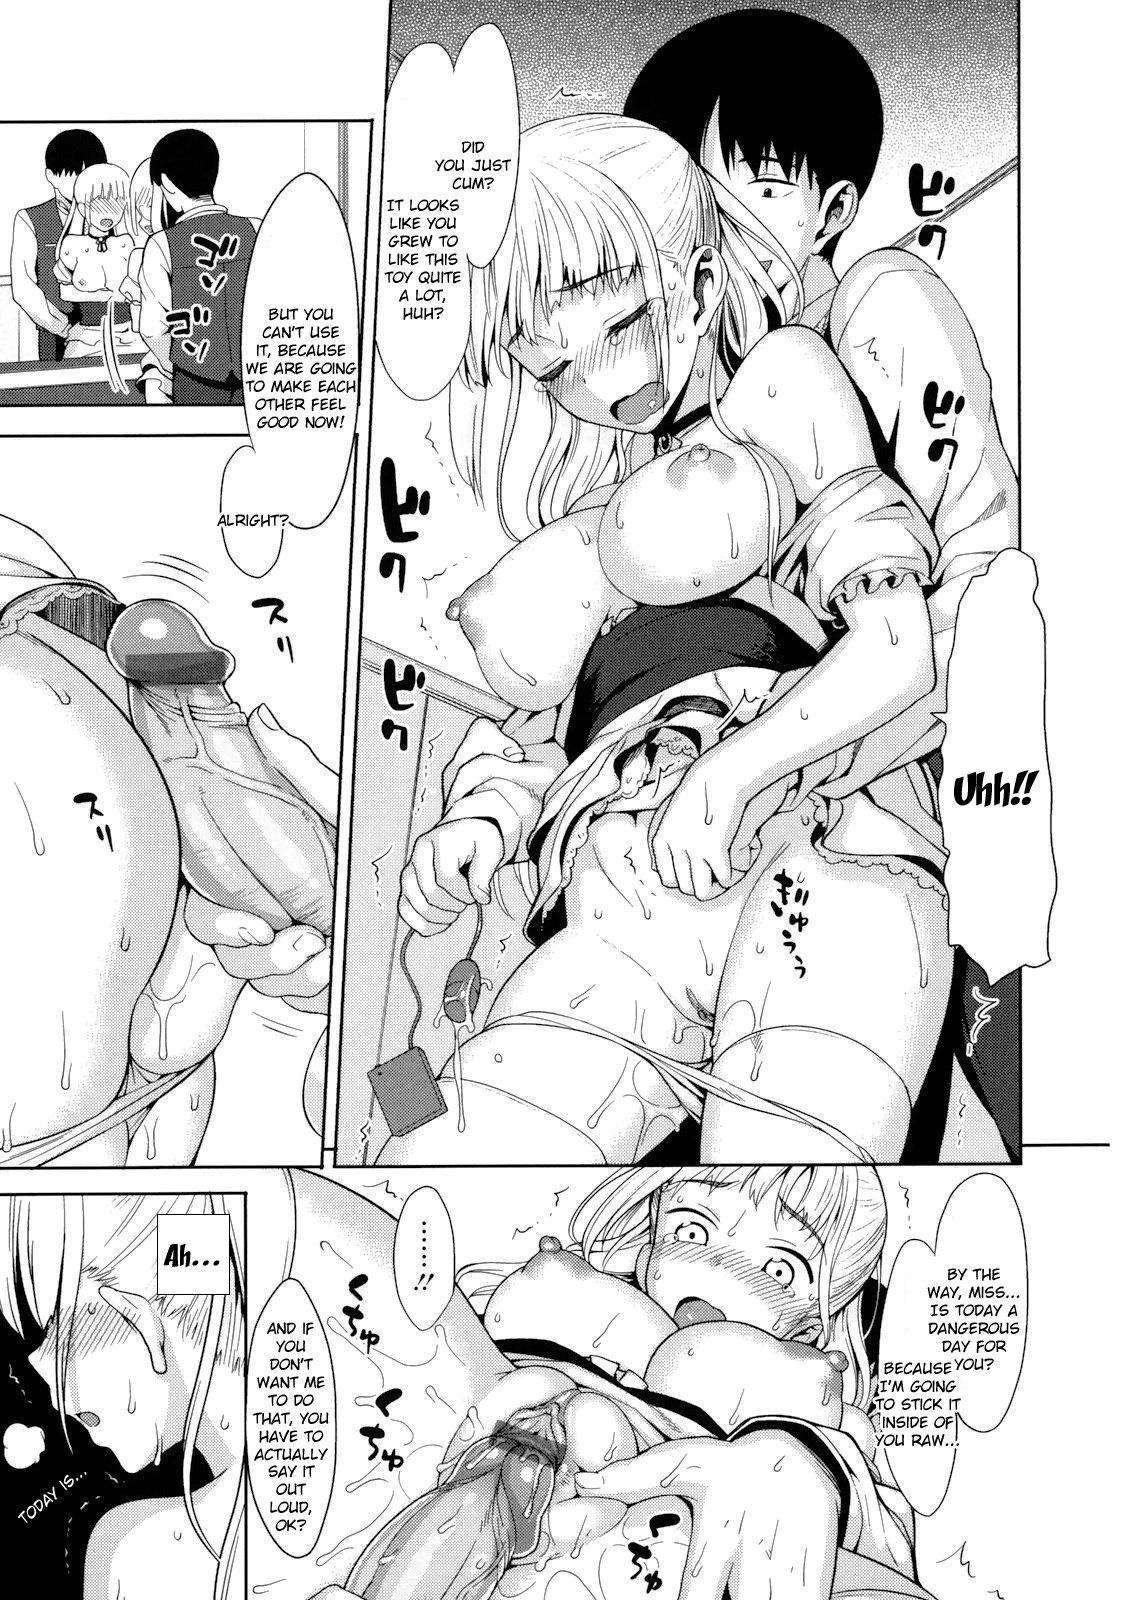 DID
YOU JUST
CUM?
IT LOOKS
LIKE YOU
GREW TO
LIKE THIS
TOY QUITE
A LOT,
HUH?
ビク
ビク
ビク
ビク
Uhh!!
ぎゅぅぅ
BUT YOU
CAN'T USE
IT, BECAUSE
WE ARE GOING
TO MAKE EACH
OTHER FEEL
GOOD NOW!
ゴン
ゴン
ALRIGHT?
スリ
スリ
BY THE
WAY, MISS...
IS TODAY A
DANGEROUS
DAY FOR
YOU?
BECAUSE
I'M GOING
TO STICK IT
INSIDE OF
YOU RAW...
......!!
くちゅ
くちゅ
くちゅ
AND IF
YOU
DON'T
WANT ME
TO DO
THAT, YOU
HAVE TO
ACTUALLY
SAY IT
OUT
LOUD,
OK?
Ah...
TODAY IS...